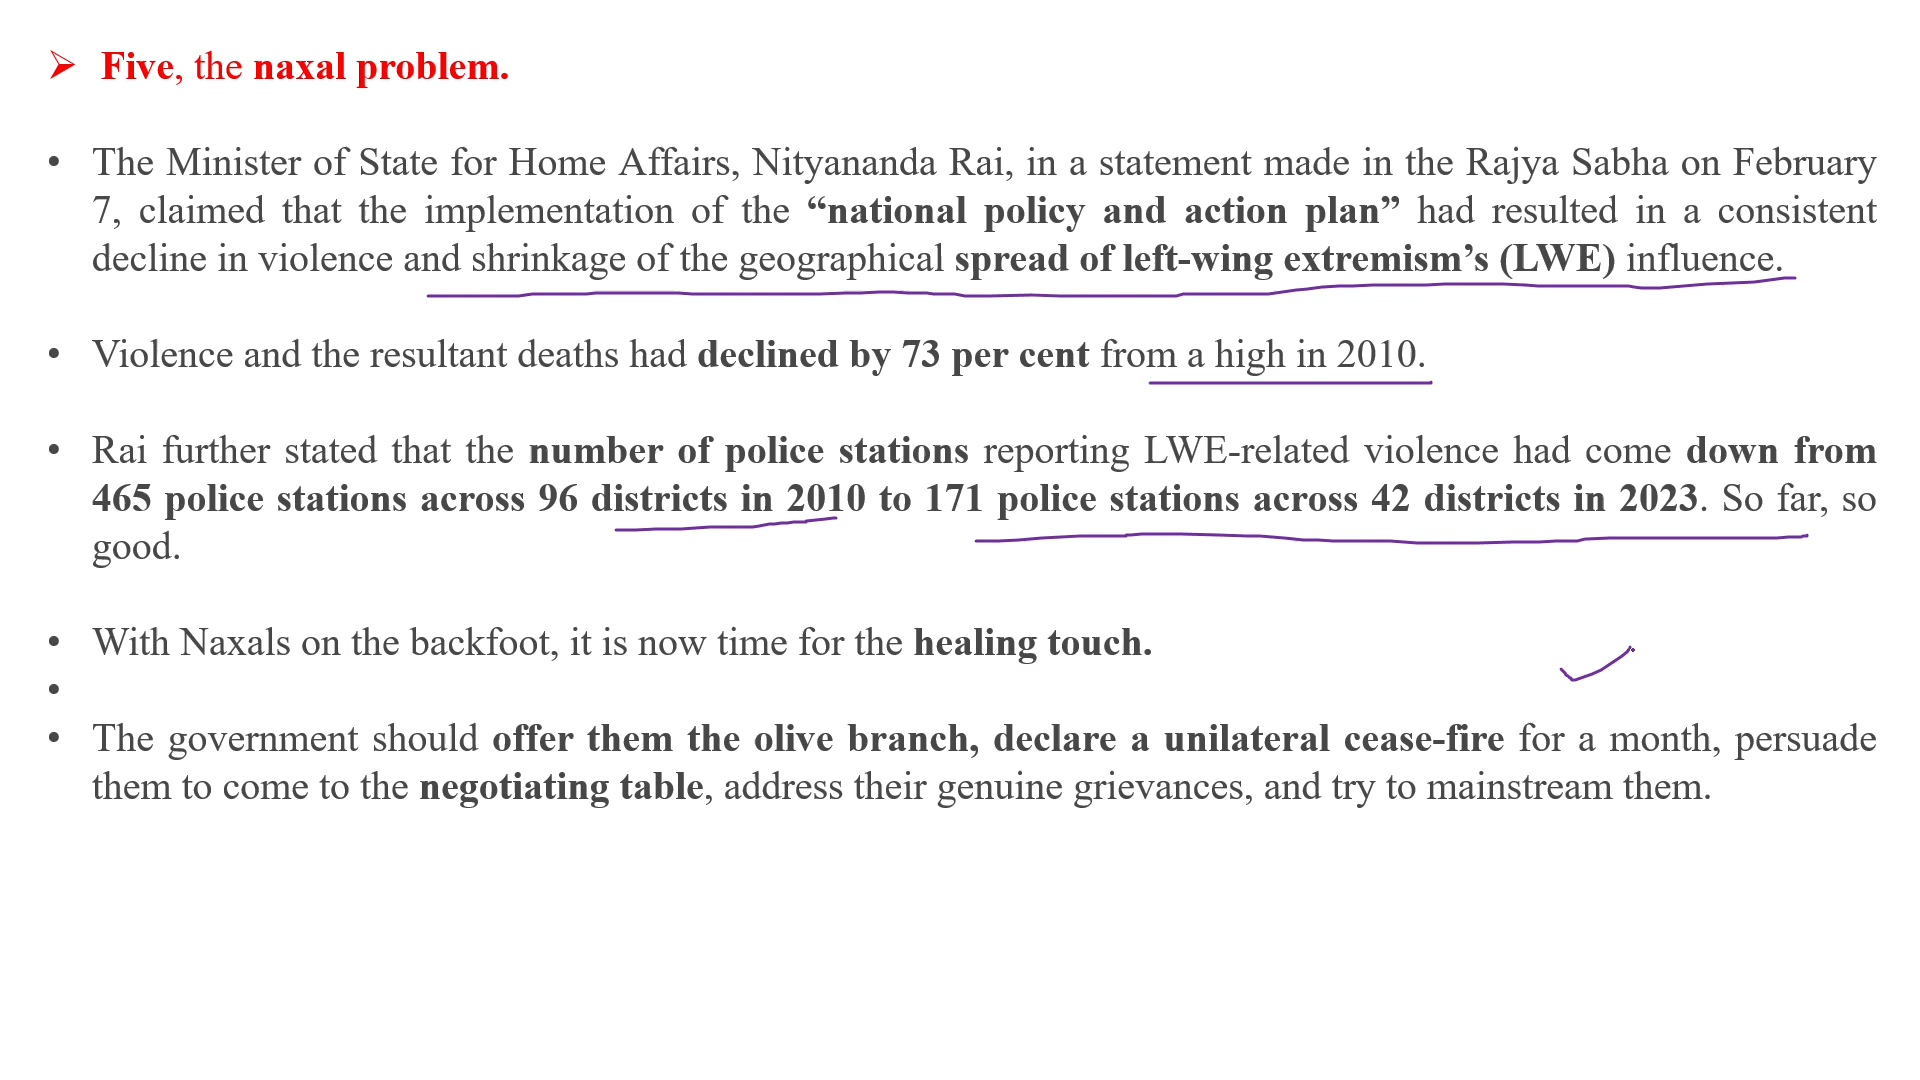 ➢ Five, the naxal problem.
• The Minister of State for Home Affairs, Nityananda Rai, in a statement made in the Rajya Sabha on February
7, claimed that the implementation of the “national policy and action plan” had resulted in a consistent
decline in violence and shrinkage of the geographical spread of left-wing extremism’s (LWE) influence.
• Violence and the resultant deaths had declined by 73 per cent from a high in 2010.
• Rai further stated that the number of police stations reporting LWE-related violence had come down from
465 police stations across 96 districts in 2010 to 171 police stations across 42 districts in 2023. So far, so
good.
• With Naxals on the backfoot, it is now time for the healing touch.
•
• The government should offer them the olive branch, declare a unilateral cease-fire for a month, persuade
them to come to the negotiating table, address their genuine grievances, and try to mainstream them.